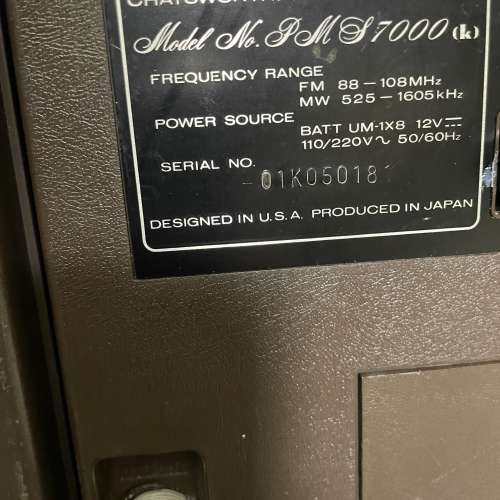 Model No. PMS7000 (k)
FREQUENCY RANGE
FM 88-108MHz
MW 525-1605kHz
POWER SOURCE
BATT UM-1X8 12V⎓
110/220V∿ 50/60Hz
SERIAL NO.
01K050181
DESIGNED IN U.S.A. PRODUCED IN JAPAN